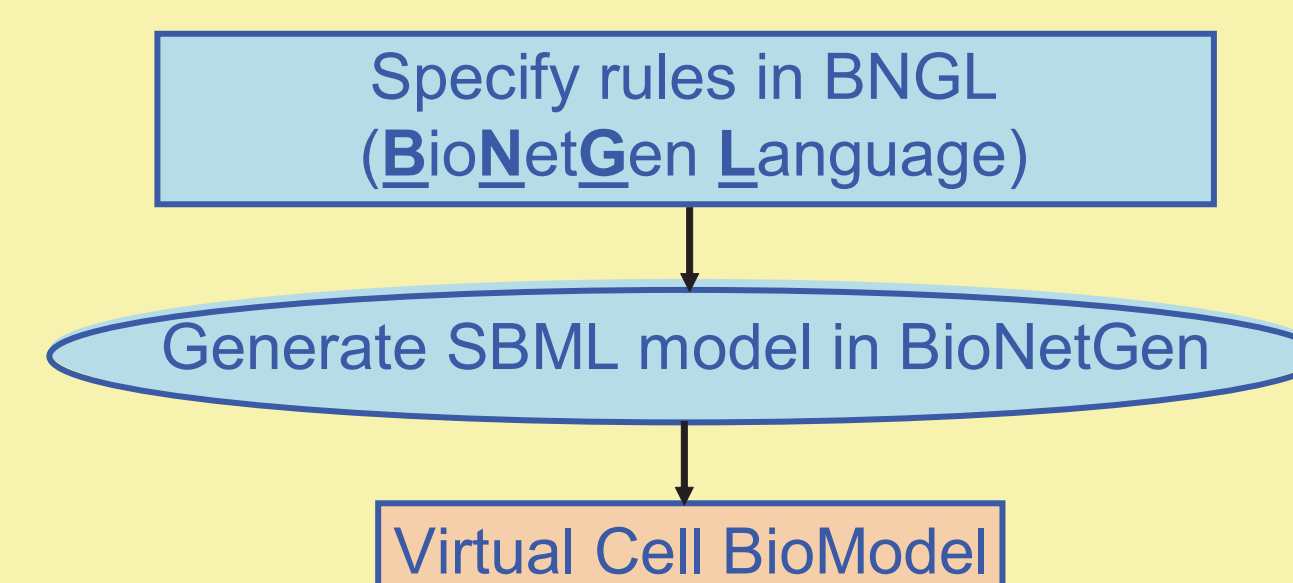 Specify rules in BNGL
(BioNetGen Language)
Generate SBML model in BioNetGen
Virtual Cell BioModel